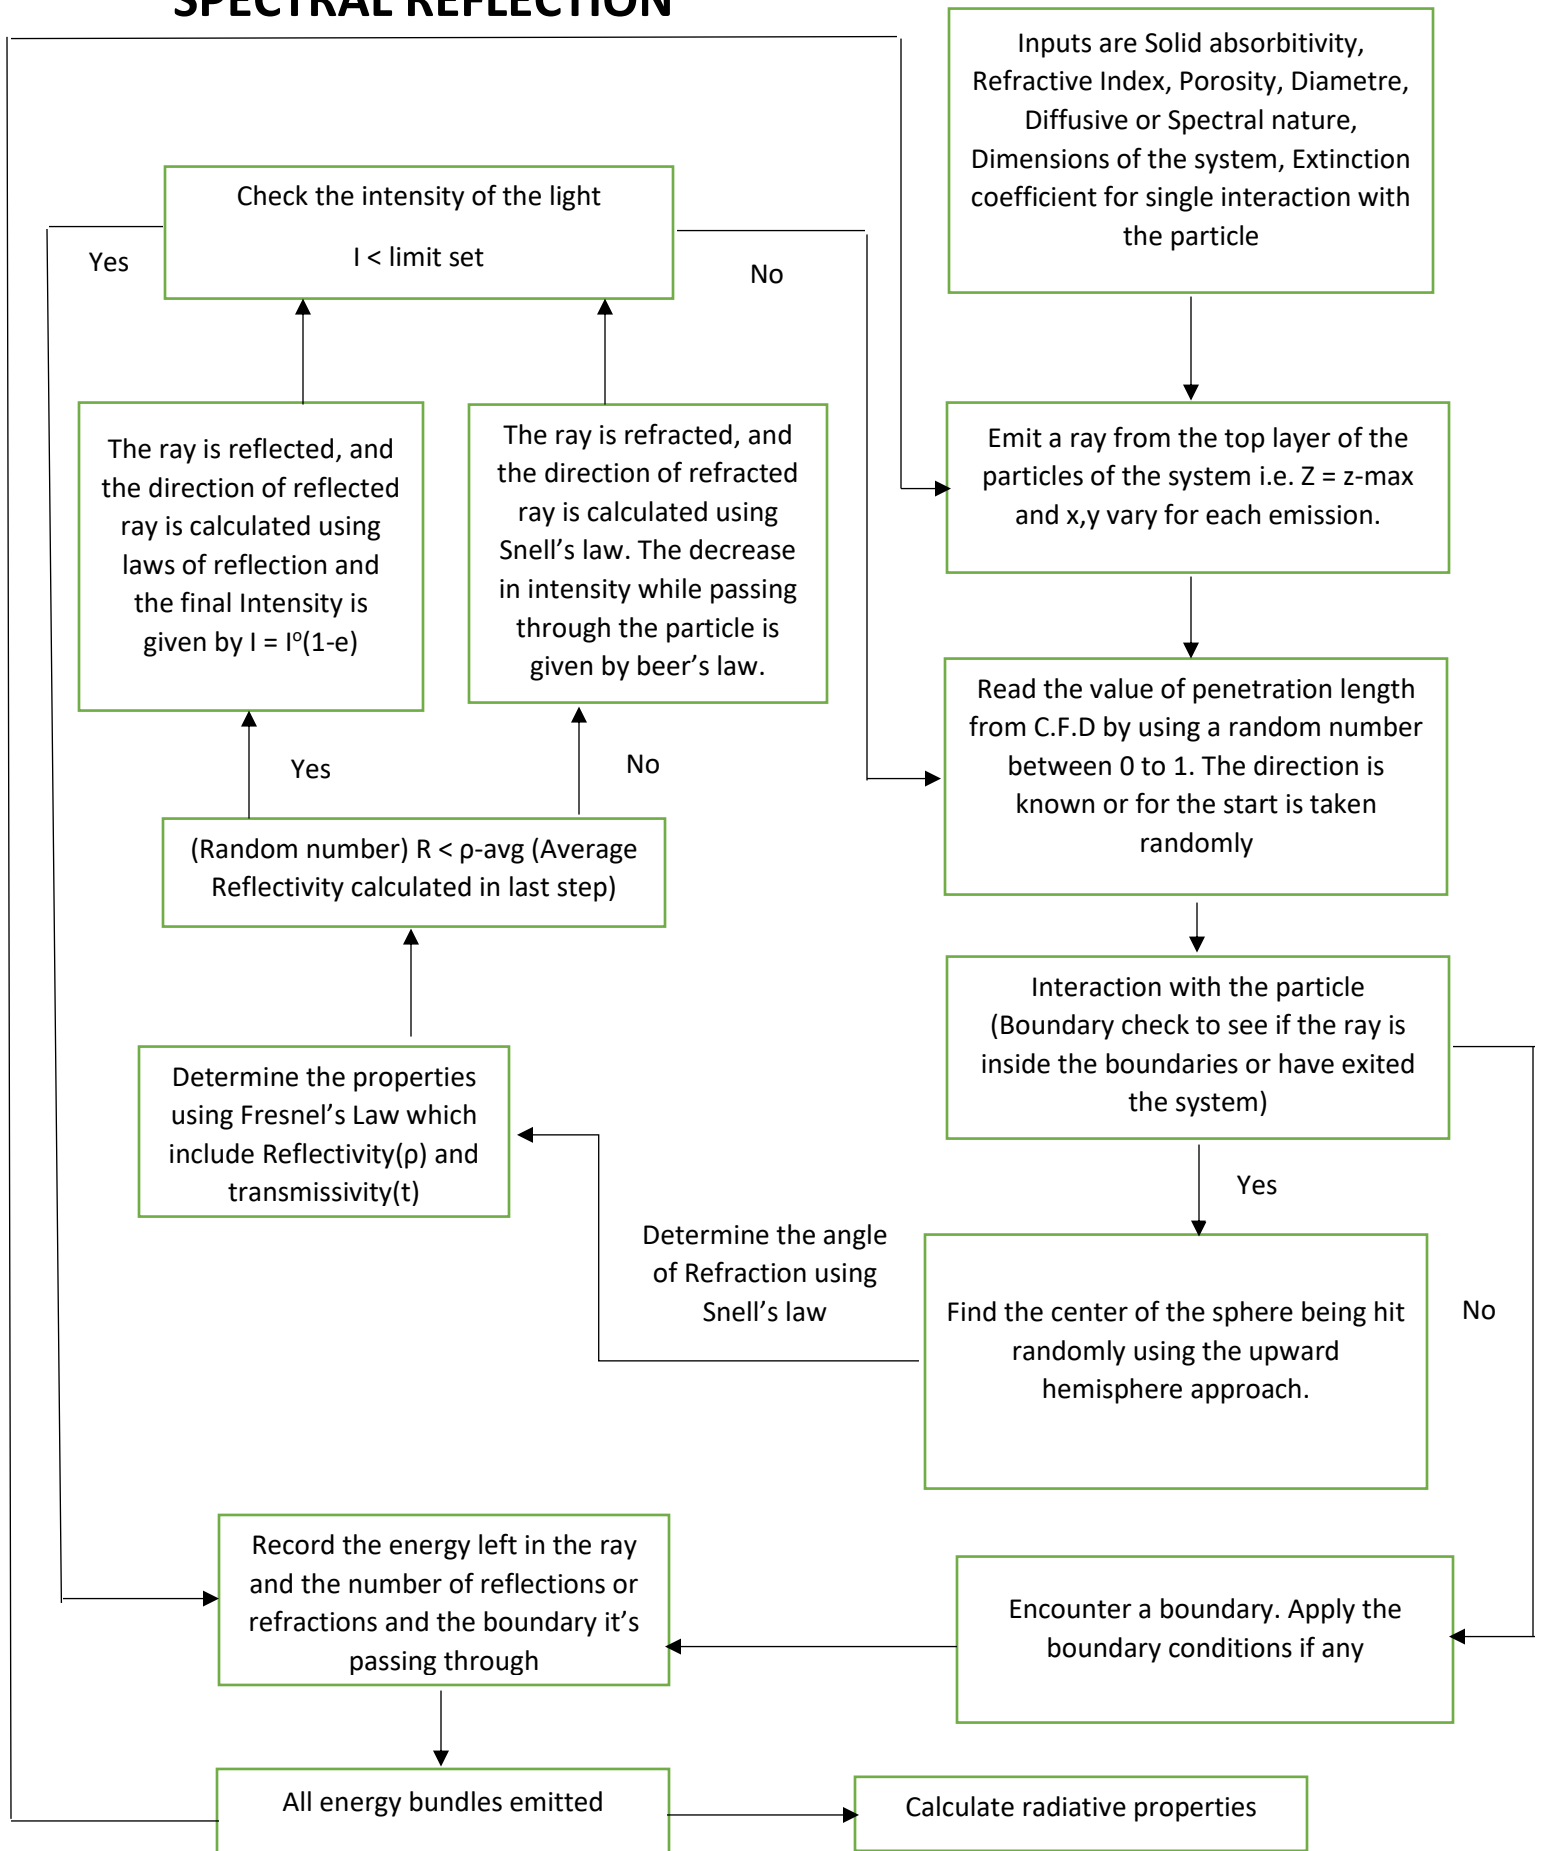 SPECTRAL REFLECTION
Inputs are Solid absorbitivity,
Refractive Index, Porosity, Diametre,
Diffusive or Spectral nature,
Dimensions of the system, Extinction
coefficient for single interaction with
the particle
Check the intensity of the light
I < limit set
Yes
No
The ray is reflected, and
the direction of reflected
ray is calculated using
laws of reflection and
the final Intensity is
given by I = Iᵒ(1-e)
The ray is refracted, and
the direction of refracted
ray is calculated using
Snell’s law. The decrease
in intensity while passing
through the particle is
given by beer’s law.
Emit a ray from the top layer of the
particles of the system i.e. Z = z-max
and x,y vary for each emission.
Read the value of penetration length
from C.F.D by using a random number
between 0 to 1. The direction is
known or for the start is taken
randomly
Yes
No
(Random number) R < ρ-avg (Average
Reflectivity calculated in last step)
Interaction with the particle
(Boundary check to see if the ray is
inside the boundaries or have exited
the system)
Determine the properties
using Fresnel’s Law which
include Reflectivity(ρ) and
transmissivity(t)
Yes
Determine the angle
of Refraction using
Snell’s law
Find the center of the sphere being hit
randomly using the upward
hemisphere approach.
No
Record the energy left in the ray
and the number of reflections or
refractions and the boundary it’s
passing through
Encounter a boundary. Apply the
boundary conditions if any
All energy bundles emitted
Calculate radiative properties